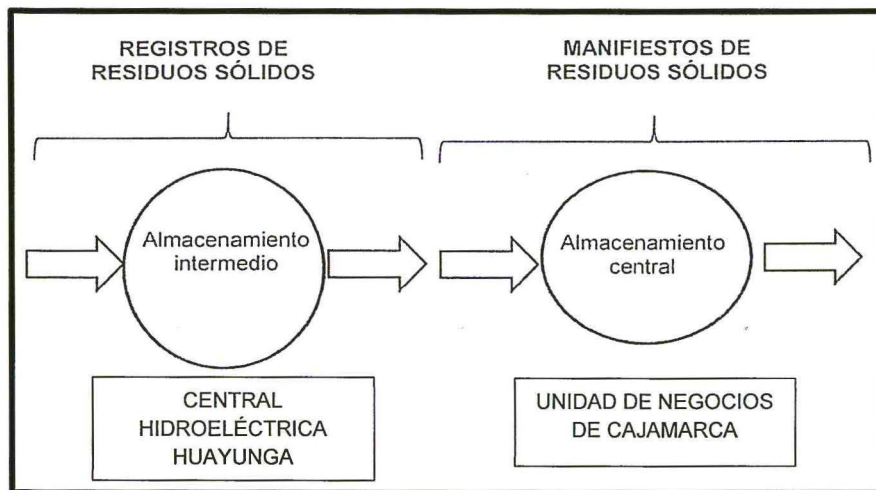 REGISTROS DE
RESIDUOS SÓLIDOS
MANIFIESTOS DE
RESIDUOS SÓLIDOS
Almacenamiento
intermedio
Almacenamiento
central
CENTRAL
HIDROELÉCTRICA
HUAYUNGA
UNIDAD DE NEGOCIOS
DE CAJAMARCA